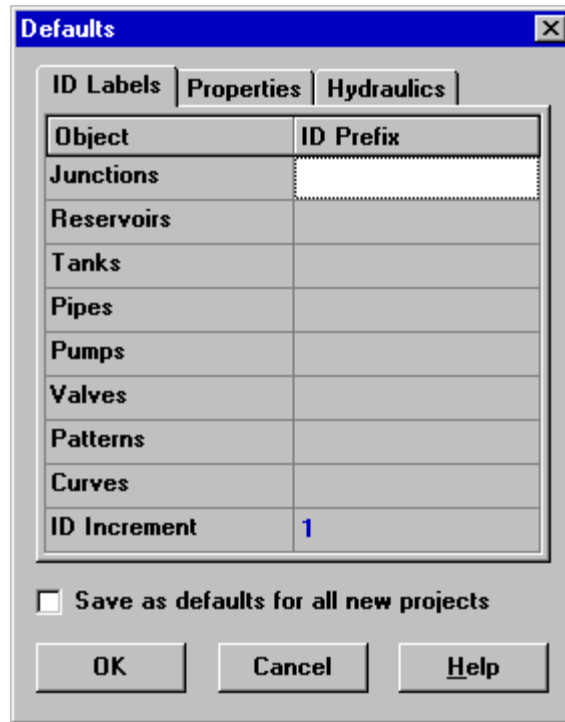 Defaults
ID Labels Properties Hydraulics
Object ID Prefix
Junctions
Reservoirs
Tanks
Pipes
Pumps
Valves
Patterns
Curves
ID Increment 1
Save as defaults for all new projects
OK Cancel Help